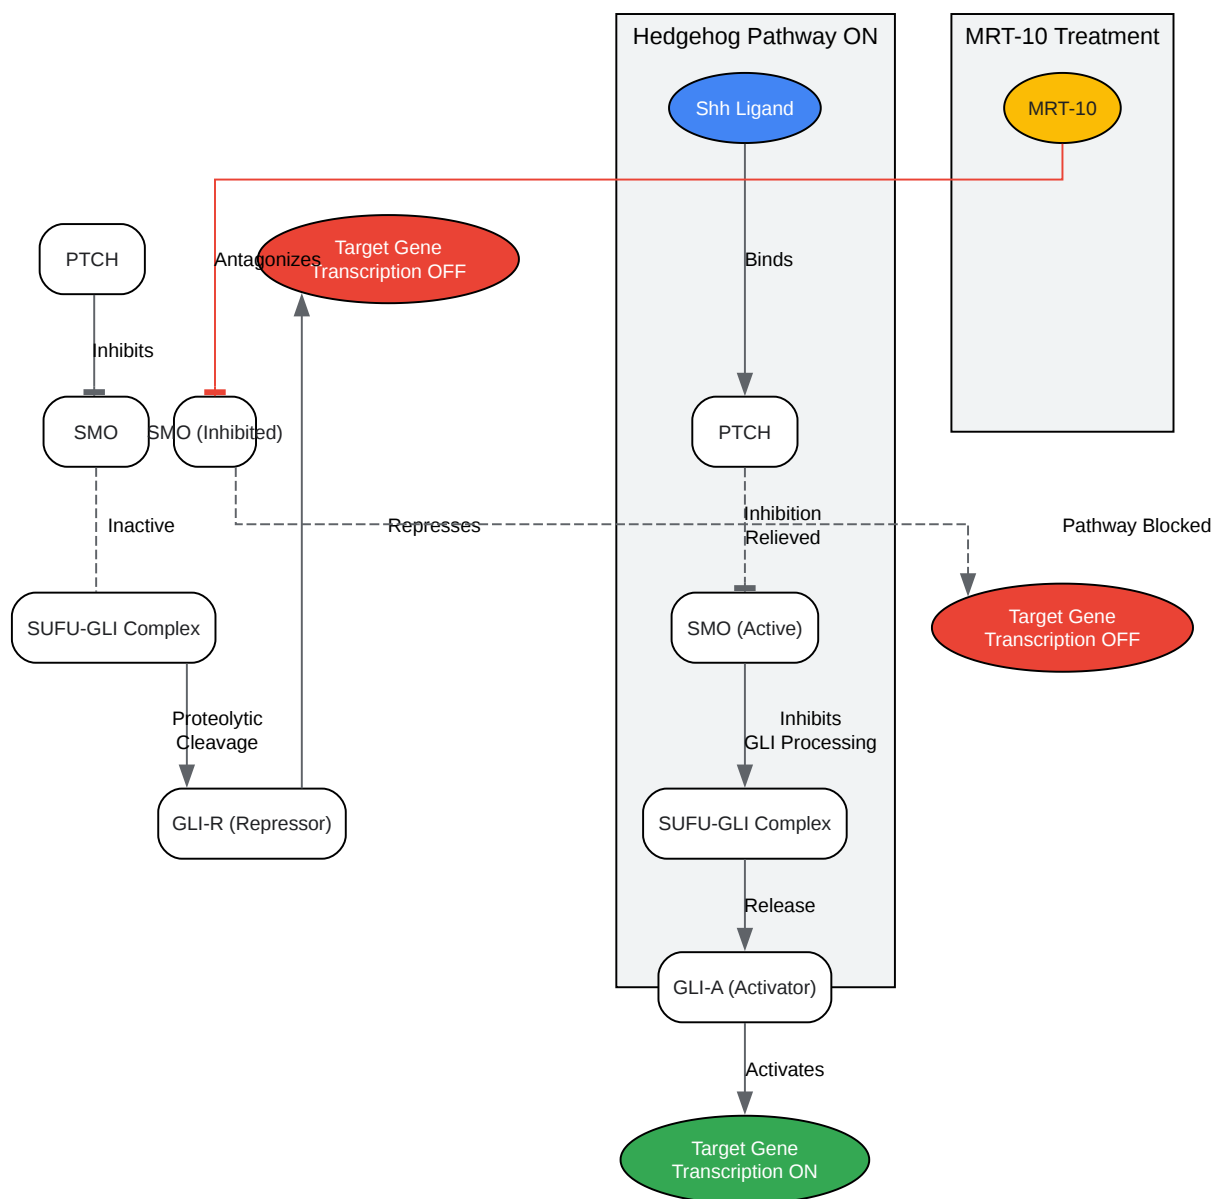 Hedgehog Pathway ON
MRT-10 Treatment
Shh Ligand
MRT-10
PTCH
Antagonizes
Target Gene
Transcription OFF
Binds
Inhibits
SMO
SMO (Inhibited)
PTCH
Inactive
Represses
Inhibition
Relieved
Pathway Blocked
SUFU-GLI Complex
SMO (Active)
Target Gene
Transcription OFF
Proteolytic
Cleavage
Inhibits
GLI Processing
GLI-R (Repressor)
SUFU-GLI Complex
Release
GLI-A (Activator)
Activates
Target Gene
Transcription ON